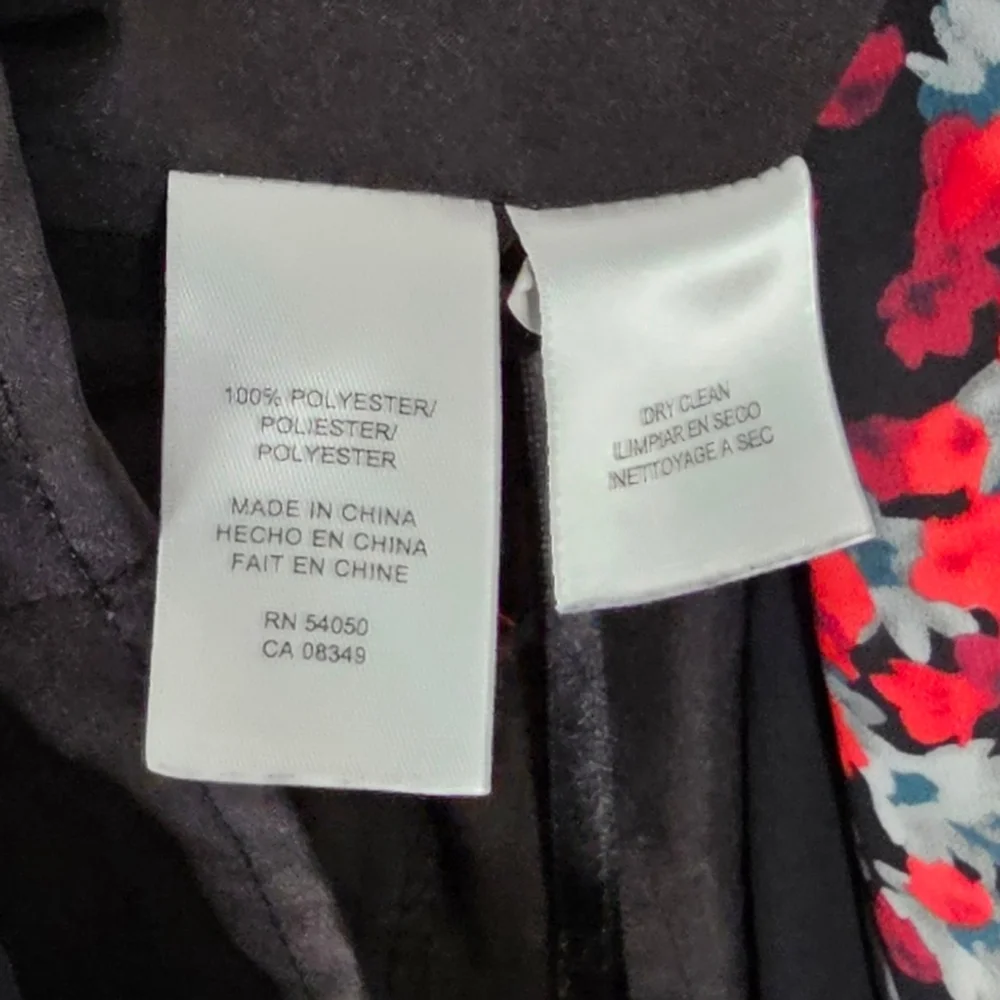 100% POLYESTER/
POLIESTER/
POLYESTER
MADE IN CHINA
HECHO EN CHINA
FAIT EN CHINE
RN 54050
CA 08349
DRY CLEAN
LIMPIAR EN SECO
NETTOYAGE A SEC